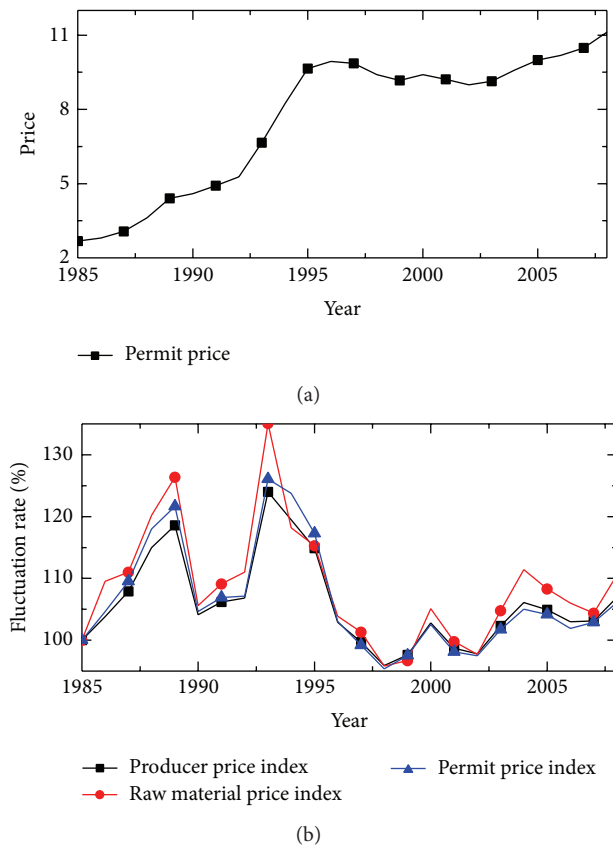 11
8
5
2
Price
1985 1990 1995 2000 2005
Year
Permit price
(a)
130
120
110
100
Fluctuation rate (%)
1985 1990 1995 2000 2005
Year
Producer price index
Permit price index
Raw material price index
(b)